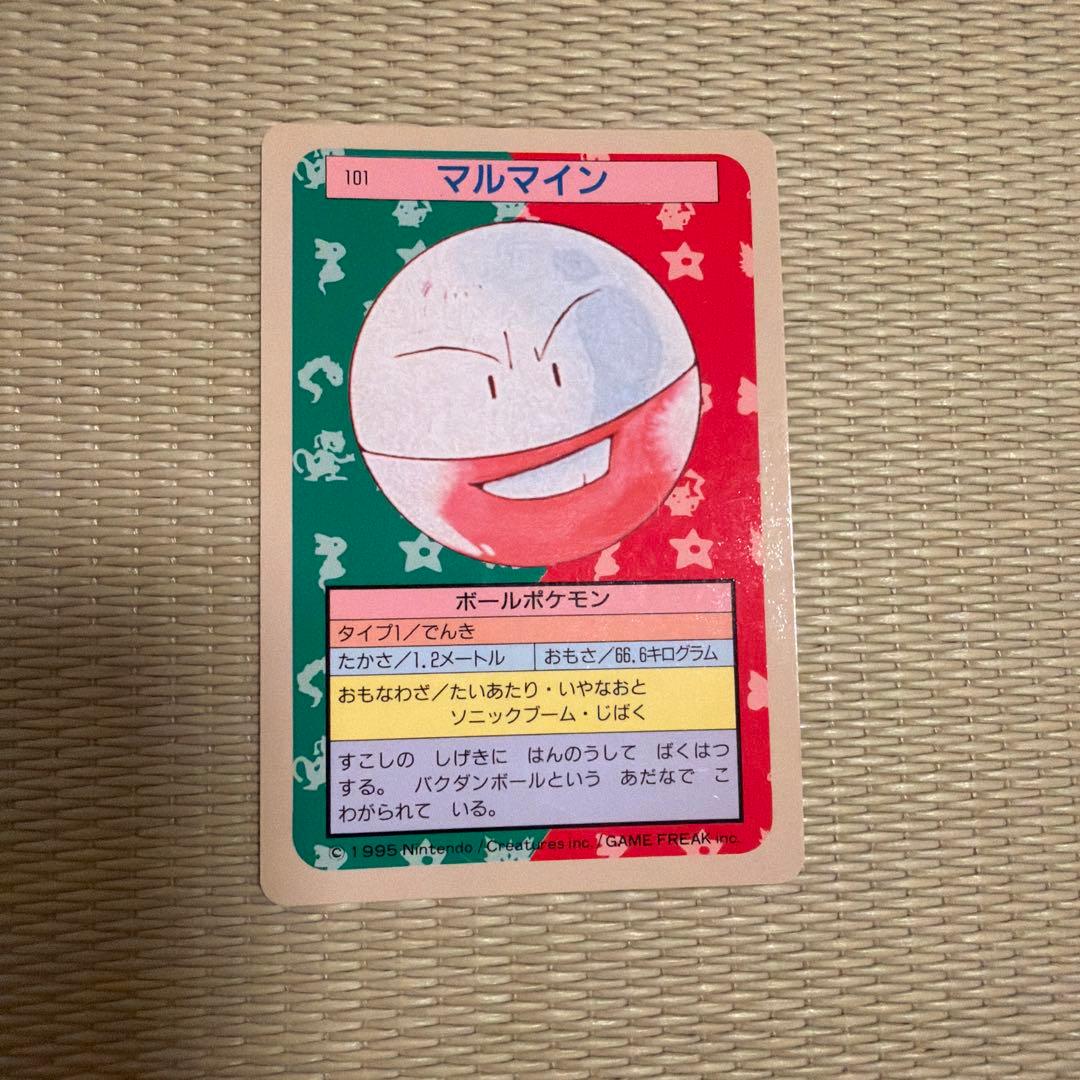 101 マルマイン
ボールポケモン
タイプ1/でんき
たかさ/1.2メートル おもさ/66.6キログラム
おもなわざ/たいあたり・いやなおと
ソニックブーム・じばく
すこしの しげきに はんのうして ばくはつ
する。 バクダンボールという あだなで こ
わがられて いる。
© 1995 Nintendo / Creatures inc. / GAME FREAK inc.